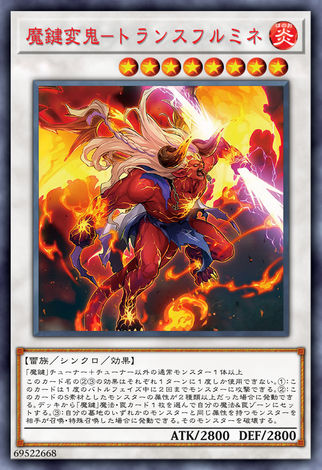 魔鍵変鬼－トランスフルミネ
ほのお
炎
【雷族／シンクロ／効果】
「魔鍵」チューナー＋チューナー以外の通常モンスター１体以上
このカード名の②③の効果はそれぞれ１ターンに１度しか使用できない。①：こ
のカードは１度のバトルフェイズ中に２回までモンスターに攻撃できる。②：こ
のカードのS素材としたモンスターの属性が２種類以上だった場合に発動でき
る。デッキから「魔鍵」魔法・罠カード１枚を選んで自分の魔法＆罠ゾーンにセッ
トする。③：自分の墓地のいずれかのモンスターと同じ属性を持つモンスターを
相手が召喚・特殊召喚した場合に発動できる。そのモンスターを破壊する。
ATK/2800 DEF/2800
69522668